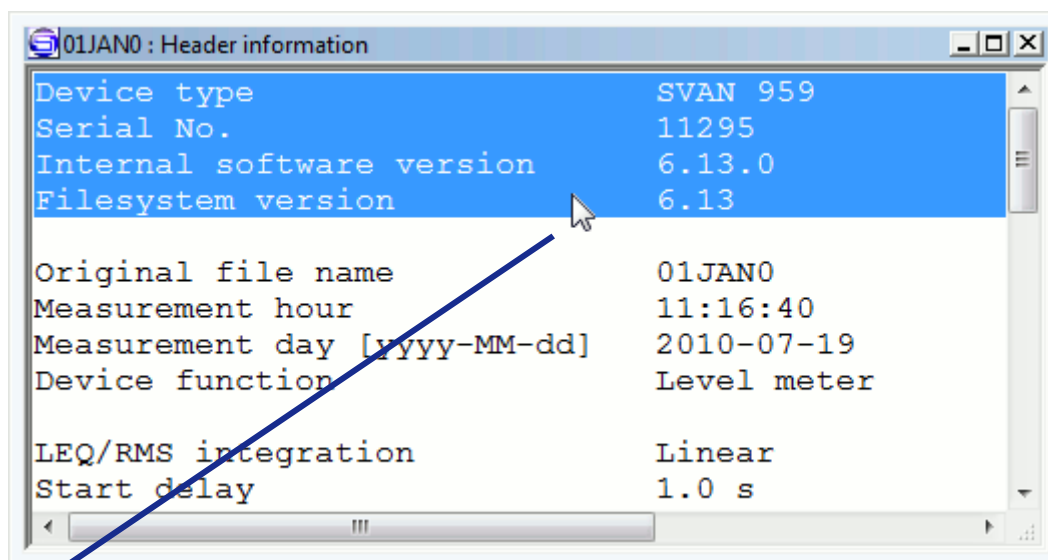 01JAN0 : Header information
Device type SVAN 959
Serial No. 11295
Internal software version 6.13.0
Filesystem version 6.13
Original file name 01JAN0
Measurement hour 11:16:40
Measurement day [yyyy-MM-dd] 2010-07-19
Device function Level meter
LEQ/RMS integration Linear
Start delay 1.0 s